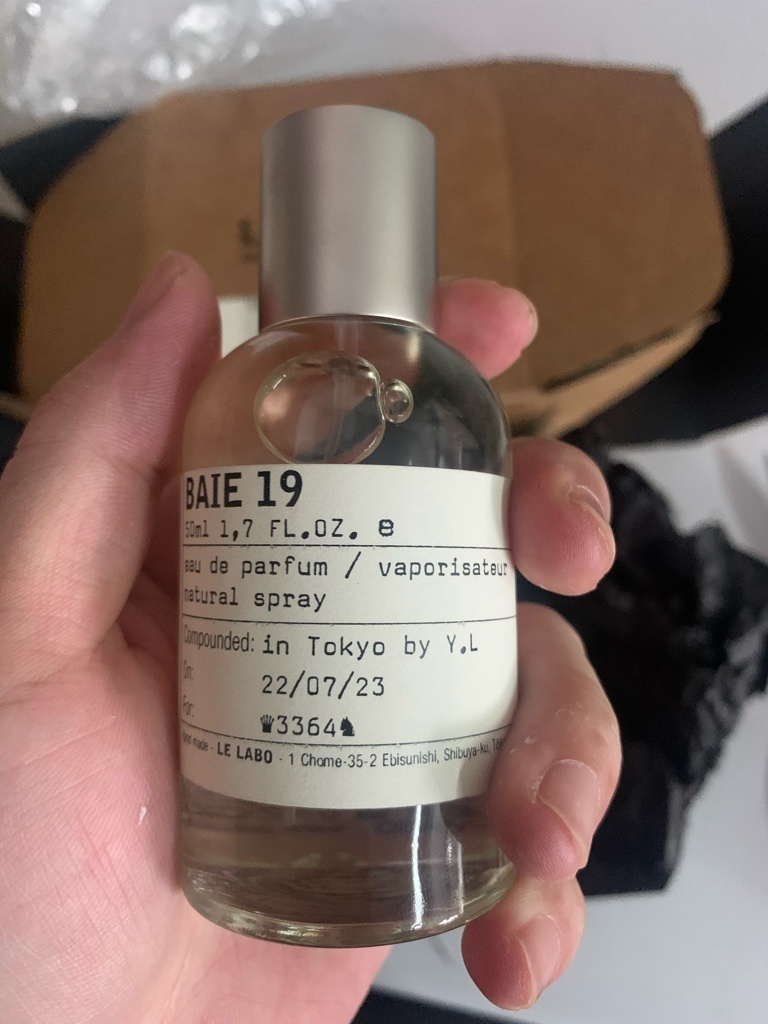 BAIE 19
50ml 1,7 FL.OZ.
eau de parfum / vaporisateur
natural spray
Compounded: in Tokyo by Y.L
On: 22/07/23
For: ♛3364♞
made - LE LABO - 1 Chome-35-2 Ebisunishi, Shibuya-ku,